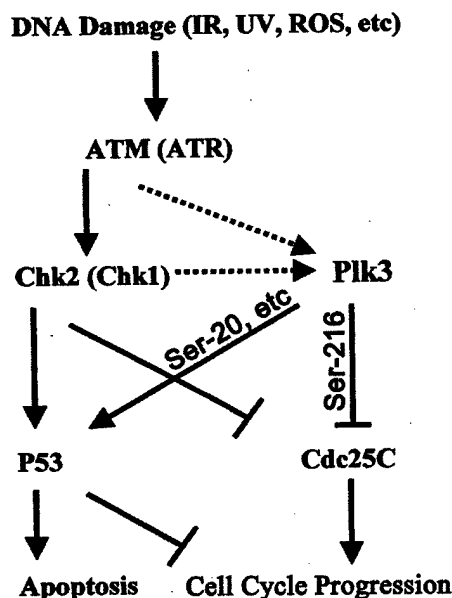 DNA Damage (IR, UV, ROS, etc)
ATM (ATR)
Chk2 (Chk1)
Plk3
Ser-20, etc
Ser-216
P53
Cdc25C
Apoptosis
Cell Cycle Progression